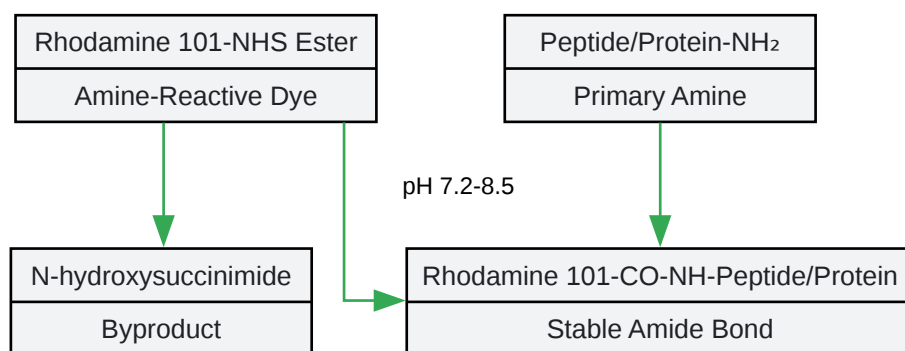 Rhodamine 101-NHS Ester
Amine-Reactive Dye
Peptide/Protein-NH₂
Primary Amine
pH 7.2-8.5
N-hydroxysuccinimide
Byproduct
Rhodamine 101-CO-NH-Peptide/Protein
Stable Amide Bond